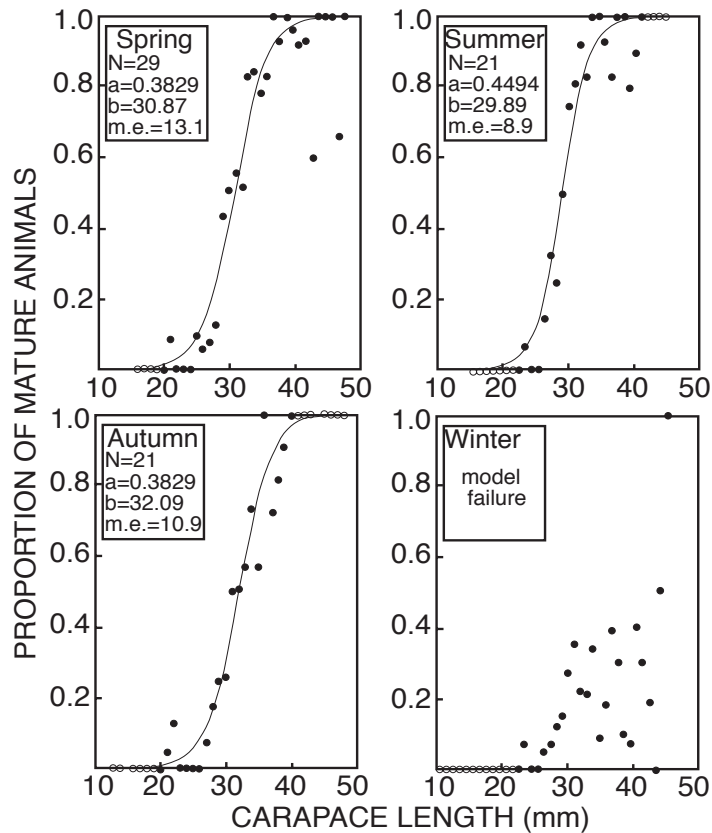 PROPORTION OF MATURE ANIMALS
1.0
0.8
0.6
0.4
0.2
Spring
N=29
a=0.3829
b=30.87
m.e.=13.1
10 20 30 40 50
1.0
0.8
0.6
0.4
0.2
Summer
N=21
a=0.4494
b=29.89
m.e.=8.9
10 20 30 40 50
1.0
0.8
0.6
0.4
0.2
Autumn
N=21
a=0.3829
b=32.09
m.e.=10.9
10 20 30 40 50
1.0
0.8
0.6
0.4
0.2
Winter
model
failure
10 20 30 40 50
CARAPACE LENGTH (mm)